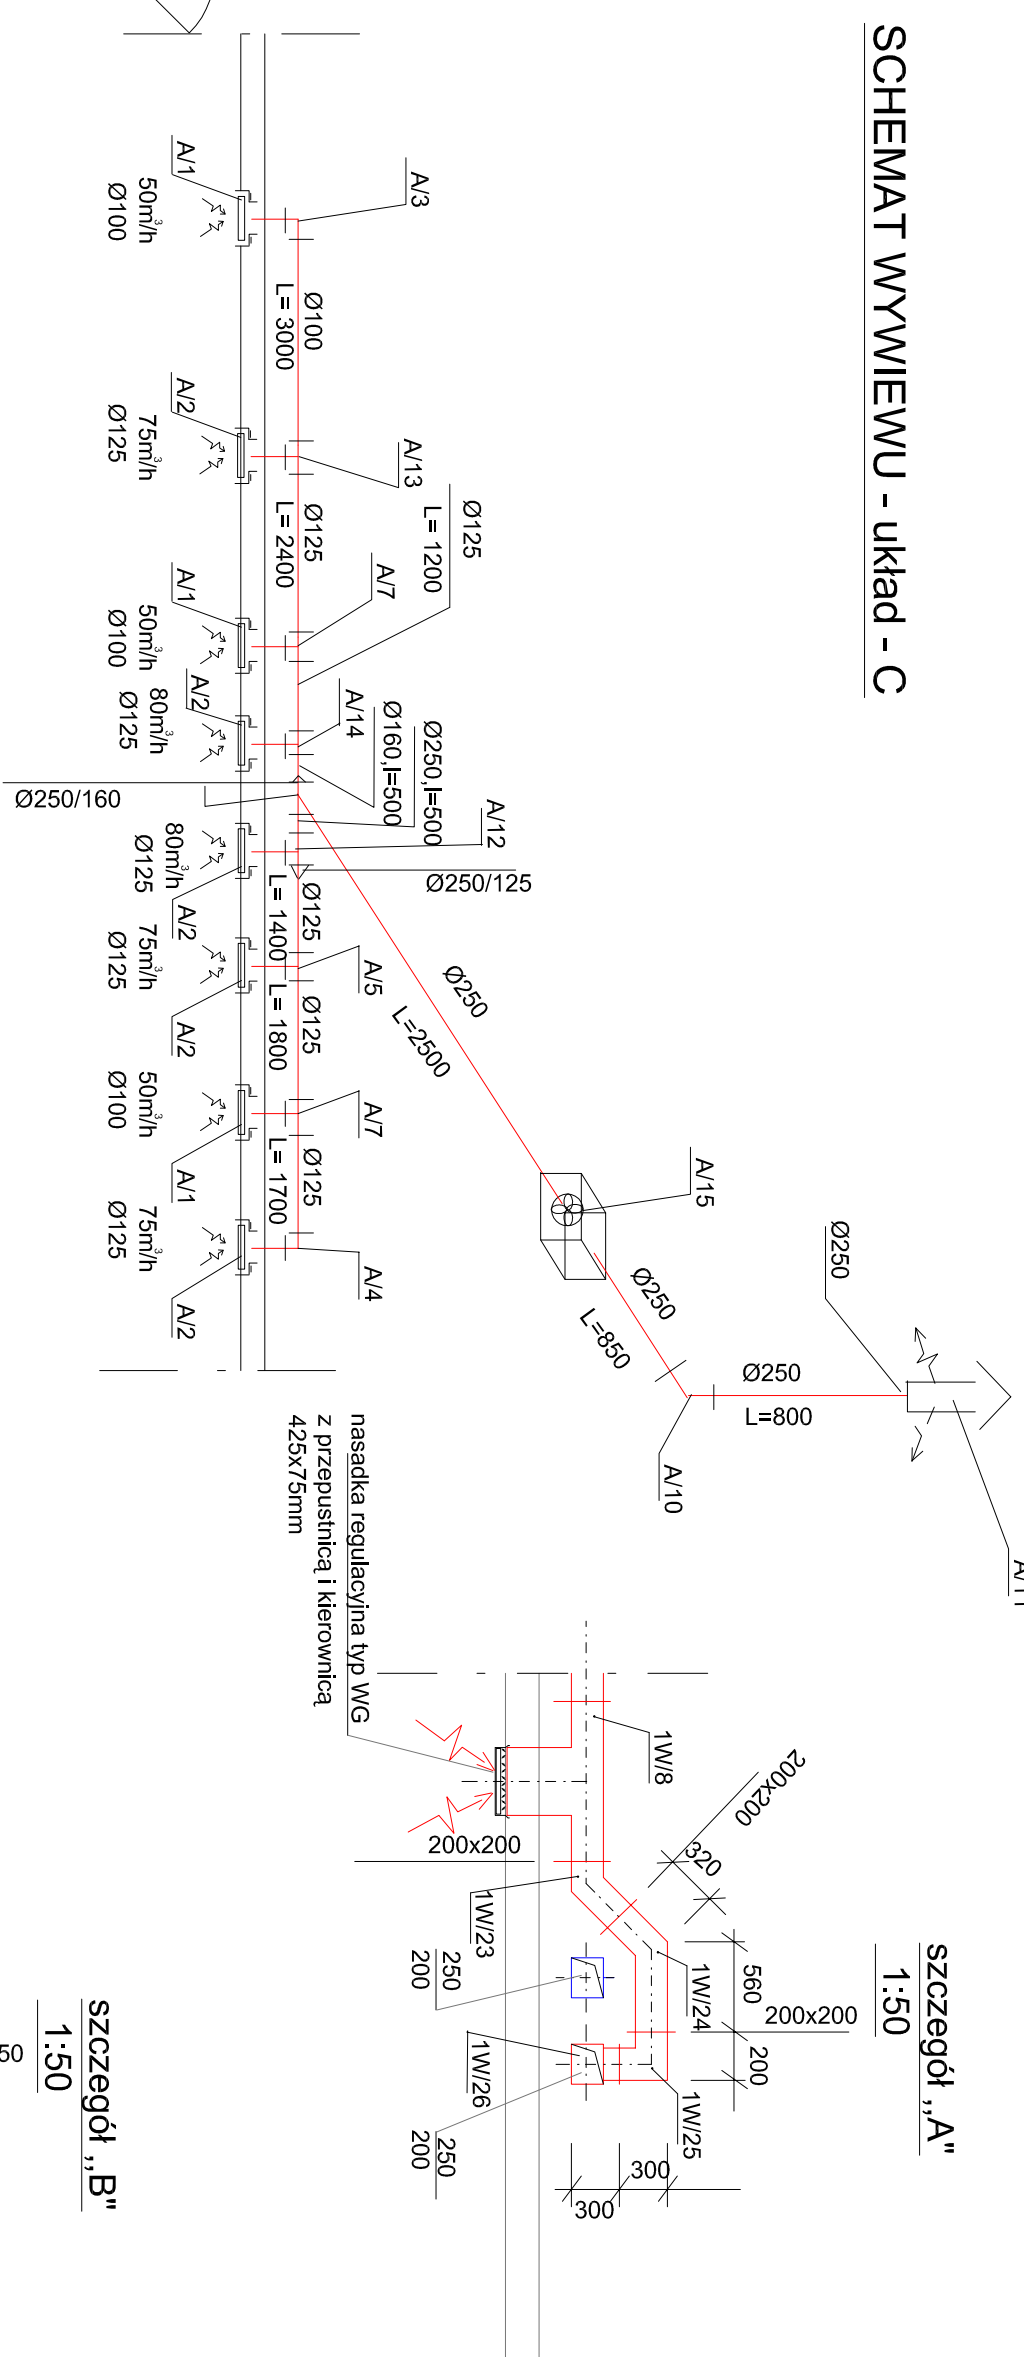 SCHEMAT WYWIEWU - układ - C
A/1
50m³/h
Ø100
A/3
Ø100
L= 3000
A/2
75m³/h
Ø125
A/13
Ø125
L= 2400
Ø125
L= 1200
A/1
50m³/h
Ø100
A/7
A/2
80m³/h
Ø125
A/14
Ø160,l=500
Ø250,l=500
Ø250/160
A/12
Ø250/125
80m³/h
Ø125
A/2
Ø125
L= 1400
75m³/h
Ø125
A/2
A/5
Ø125
L= 1800
50m³/h
Ø100
A/1
A/7
Ø125
L= 1700
75m³/h
Ø125
A/2
A/4
Ø250
L=2500
A/15
Ø250
L=850
Ø250
Ø250
L=800
A/10
nasadka regulacyjna typ WG
z przepustnicą i kierownicą
425x75mm
szczegół ,,A"
1:50
1W/8
200x200
320
200x200
1W/23
560
1W/24
200x200
200
250
200
1W/26
1W/25
250
200
300
300
szczegół ,,B"
1:50